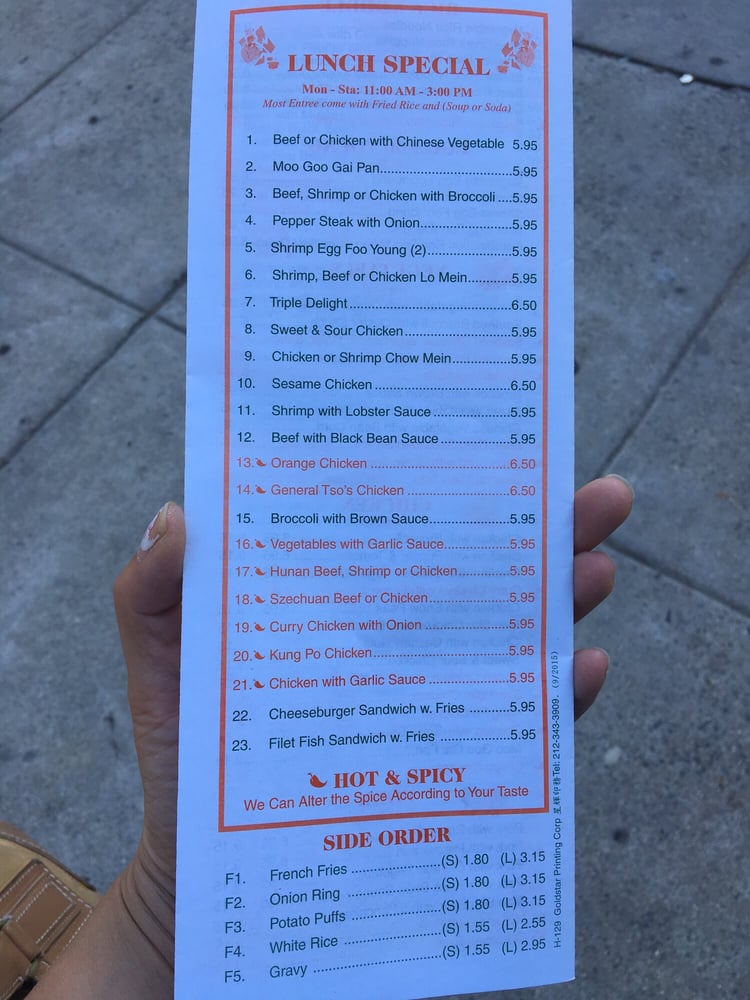 LUNCH SPECIAL
Mon - Sta: 11:00 AM - 3:00 PM
Most Entree come with Fried Rice and (Soup or Soda)
1. Beef or Chicken with Chinese Vegetable 5.95
2. Moo Goo Gai Pan..............................5.95
3. Beef, Shrimp or Chicken with Broccoli ....5.95
4. Pepper Steak with Onion.....................5.95
5. Shrimp Egg Foo Young (2)...................5.95
6. Shrimp, Beef or Chicken Lo Mein..........5.95
7. Triple Delight.....................................6.50
8. Sweet & Sour Chicken........................5.95
9. Chicken or Shrimp Chow Mein.............5.95
10. Sesame Chicken ..............................6.50
11. Shrimp with Lobster Sauce.................5.95
12. Beef with Black Bean Sauce ...............5.95
13. Orange Chicken ...............................6.50
14. General Tso's Chicken ......................6.50
15. Broccoli with Brown Sauce..................5.95
16. Vegetables with Garlic Sauce..............5.95
17. Hunan Beef, Shrimp or Chicken...........5.95
18. Szechuan Beef or Chicken..................5.95
19. Curry Chicken with Onion ..................5.95
20. Kung Po Chicken..............................5.95
21. Chicken with Garlic Sauce ..................5.95
22. Cheeseburger Sandwich w. Fries .........5.95
23. Filet Fish Sandwich w. Fries ...............5.95
HOT & SPICY
We Can Alter the Spice According to Your Taste
SIDE ORDER
F1. French Fries ...................(S) 1.80 (L) 3.15
F2. Onion Ring ....................(S) 1.80 (L) 3.15
F3. Potato Puffs ...................(S) 1.80 (L) 3.15
F4. White Rice .....................(S) 1.55 (L) 2.55
F5. Gravy ...........................(S) 1.55 (L) 2.95
H-129 Goldstar Printing Corp 星輝印務 Tel: 212-343-3909. (9/2015)